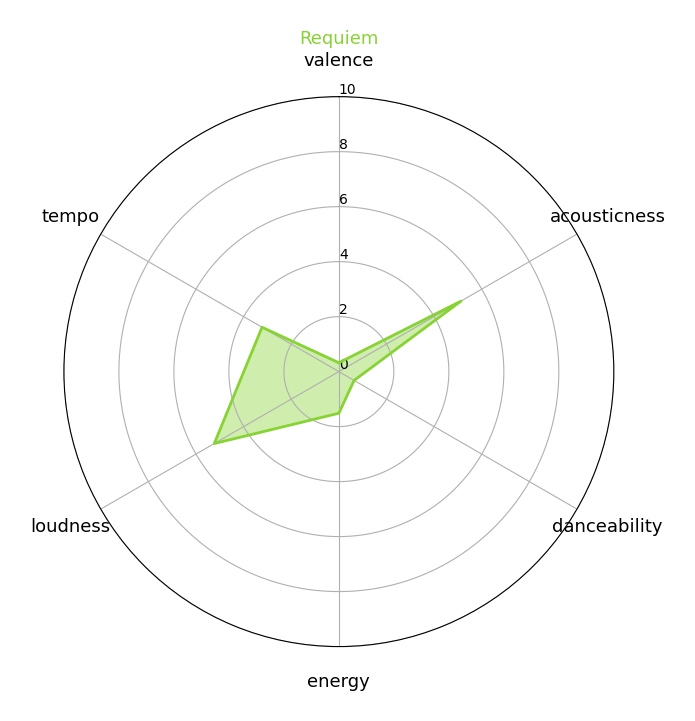 Requiem
valence
10
8
6
4
2
0
tempo
acousticness
loudness
danceability
energy